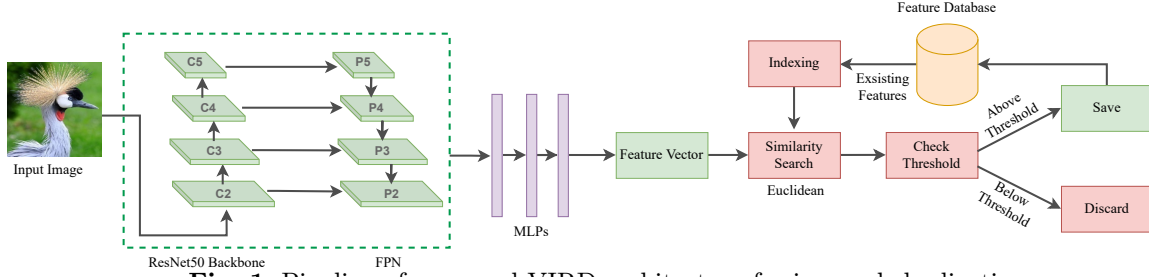 Feature Database
C5
P5
Indexing
Exsisting
Features
C4
P4
Save
Above
Threshold
C3
P3
Input Image
Feature Vector
Similarity
Search
Check
Threshold
Euclidean
C2
P2
Below
Threshold
Discard
MLPs
ResNet50 Backbone
FPN